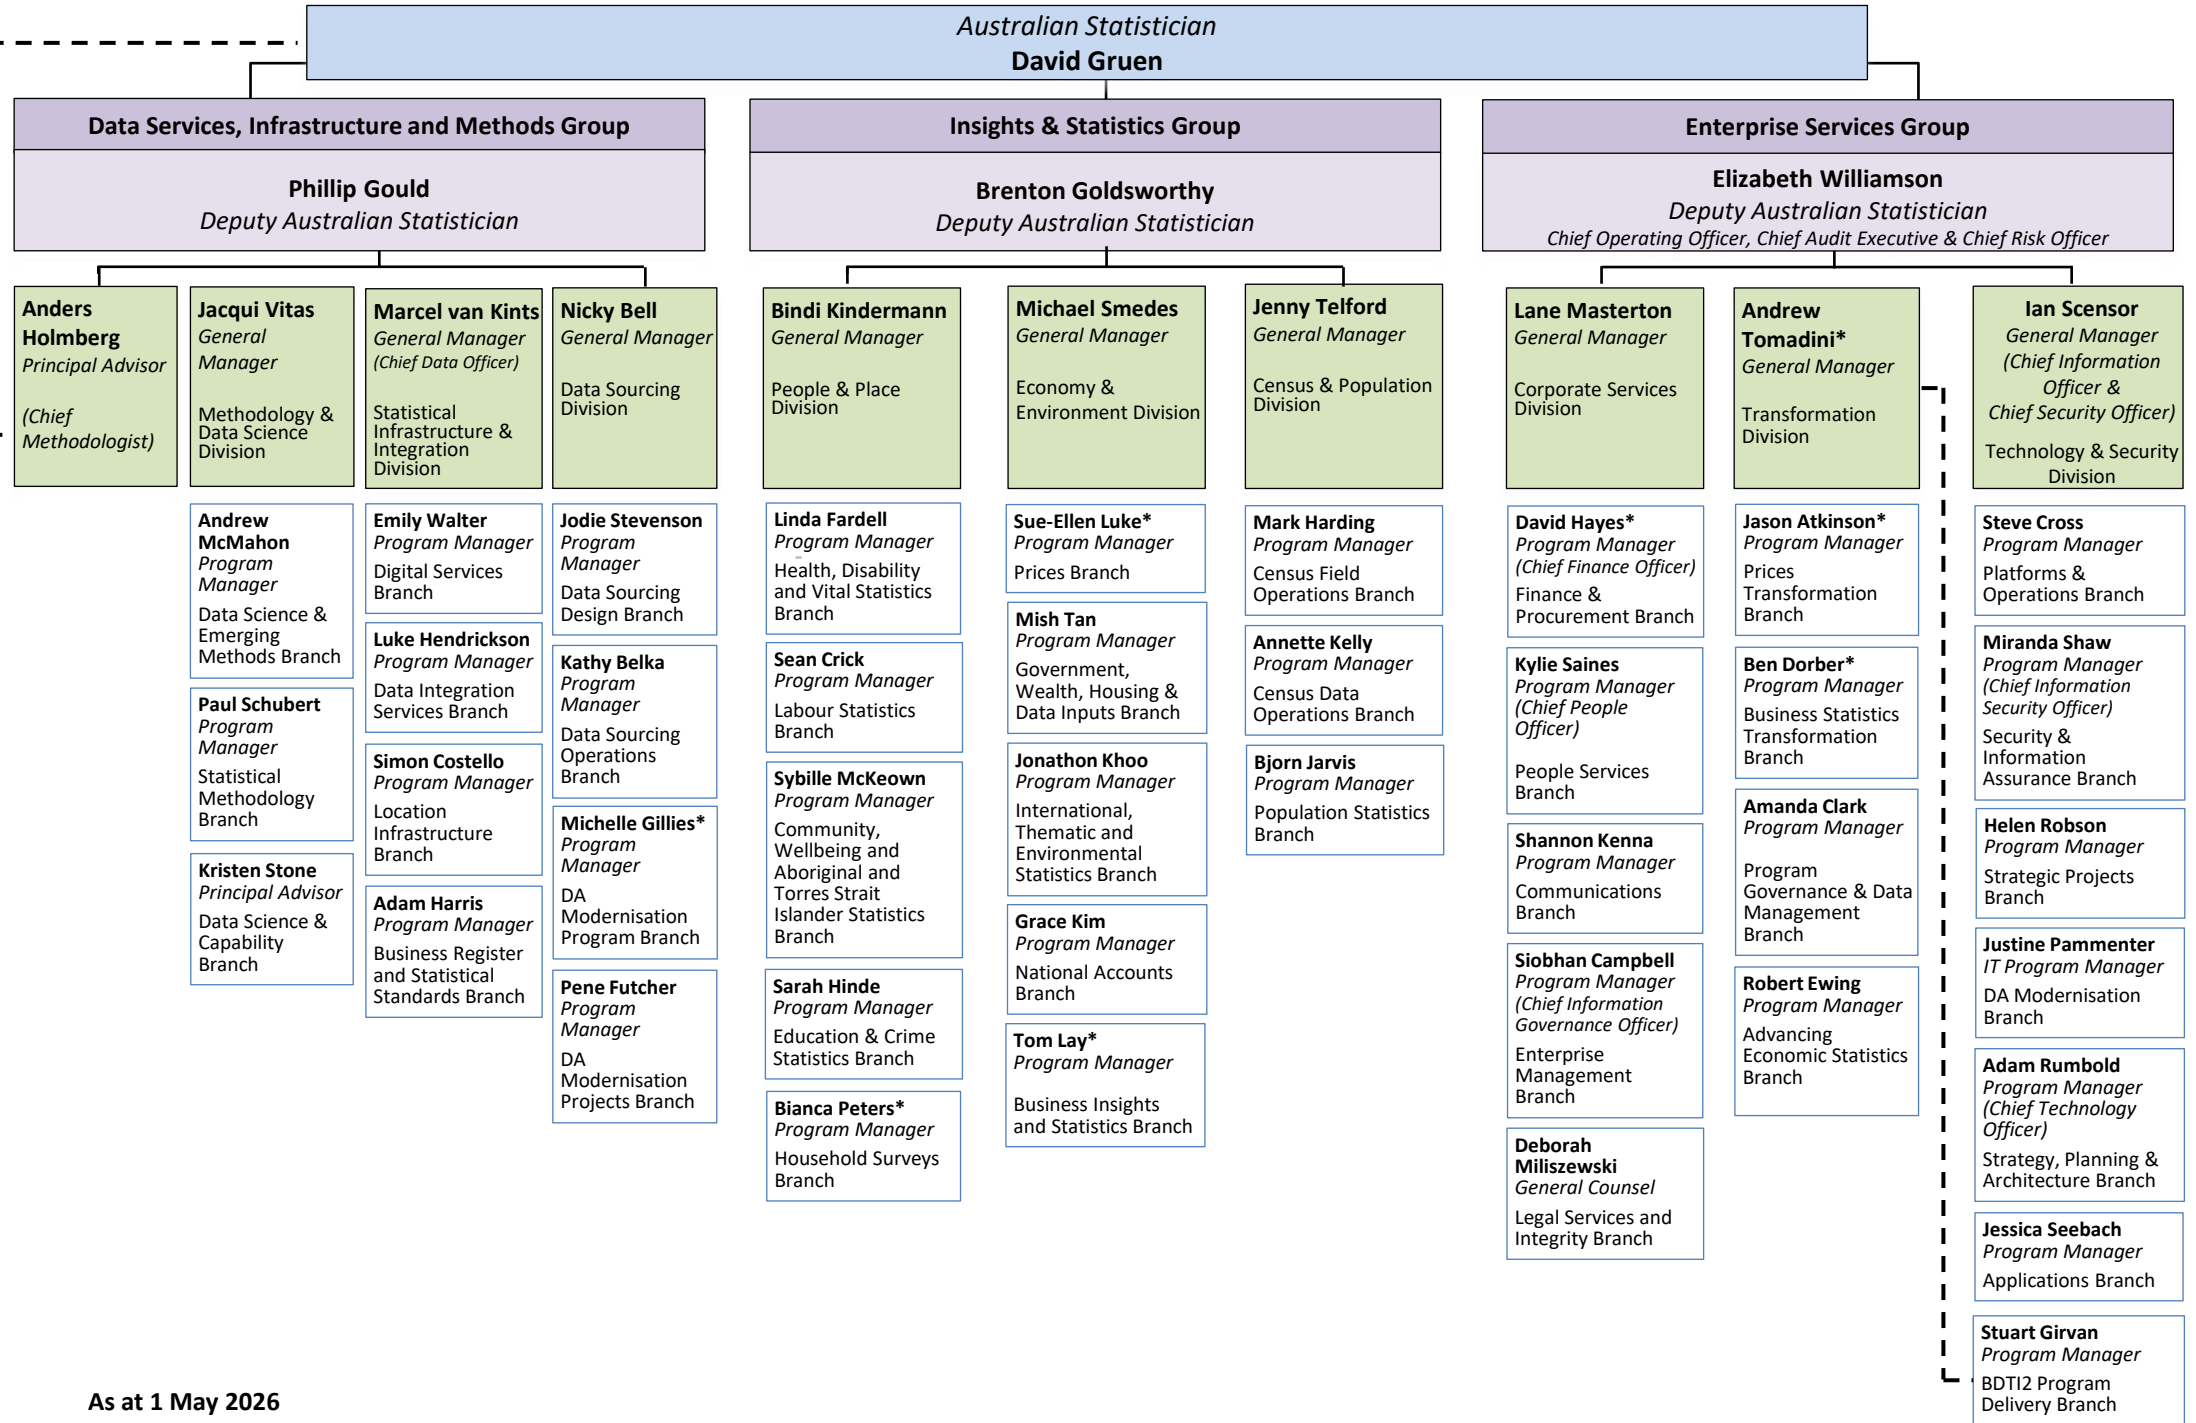 Australian Statistician
David Gruen
Data Services, Infrastructure and Methods Group
Phillip Gould
Deputy Australian Statistician
Insights & Statistics Group
Brenton Goldsworthy
Deputy Australian Statistician
Enterprise Services Group
Elizabeth Williamson
Deputy Australian Statistician
Chief Operating Officer, Chief Audit Executive & Chief Risk Officer
Anders
Holmberg
Principal Advisor
(Chief
Methodologist)
Jacqui Vitas
General
Manager
Methodology &
Data Science
Division
Andrew
McMahon
Program
Manager
Data Science &
Emerging
Methods Branch
Paul Schubert
Program
Manager
Statistical
Methodology
Branch
Kristen Stone
Principal Advisor
Data Science &
Capability
Branch
Marcel van Kints
General Manager
(Chief Data Officer)
Statistical
Infrastructure &
Integration
Division
Emily Walter
Program Manager
Digital Services
Branch
Luke Hendrickson
Program Manager
Data Integration
Services Branch
Simon Costello
Program Manager
Location
Infrastructure
Branch
Adam Harris
Program Manager
Business Register
and Statistical
Standards Branch
Nicky Bell
General Manager
Data Sourcing
Division
Jodie Stevenson
Program
Manager
Data Sourcing
Design Branch
Kathy Belka
Program
Manager
Data Sourcing
Operations
Branch
Michelle Gillies*
Program
Manager
DA
Modernisation
Program Branch
Pene Futcher
Program
Manager
DA
Modernisation
Projects Branch
Bindi Kindermann
General Manager
People & Place
Division
Linda Fardell
Program Manager
Health, Disability
and Vital Statistics
Branch
Sean Crick
Program Manager
Labour Statistics
Branch
Sybille McKeown
Program Manager
Community,
Wellbeing and
Aboriginal and
Torres Strait
Islander Statistics
Branch
Sarah Hinde
Program Manager
Education & Crime
Statistics Branch
Bianca Peters*
Program Manager
Household Surveys
Branch
Michael Smedes
General Manager
Economy &
Environment Division
Sue-Ellen Luke*
Program Manager
Prices Branch
Mish Tan
Program Manager
Government,
Wealth, Housing &
Data Inputs Branch
Jonathon Khoo
Program Manager
International,
Thematic and
Environmental
Statistics Branch
Grace Kim
Program Manager
National Accounts
Branch
Tom Lay*
Program Manager
Business Insights
and Statistics Branch
Jenny Telford
General Manager
Census & Population
Division
Mark Harding
Program Manager
Census Field
Operations Branch
Annette Kelly
Program Manager
Census Data
Operations Branch
Bjorn Jarvis
Program Manager
Population Statistics
Branch
Lane Masterton
General Manager
Corporate Services
Division
David Hayes*
Program Manager
(Chief Finance Officer)
Finance &
Procurement Branch
Kylie Saines
Program Manager
(Chief People
Officer)
People Services
Branch
Shannon Kenna
Program Manager
Communications
Branch
Siobhan Campbell
Program Manager
(Chief Information
Governance Officer)
Enterprise
Management
Branch
Deborah
Miliszewski
General Counsel
Legal Services and
Integrity Branch
Andrew
Tomadini*
General Manager
Transformation
Division
Jason Atkinson*
Program Manager
Prices
Transformation
Branch
Ben Dorber*
Program Manager
Business Statistics
Transformation
Branch
Amanda Clark
Program Manager
Program
Governance & Data
Management
Branch
Robert Ewing
Program Manager
Advancing
Economic Statistics
Branch
Ian Scensor
General Manager
(Chief Information
Officer &
Chief Security Officer)
Technology & Security
Division
Steve Cross
Program Manager
Platforms &
Operations Branch
Miranda Shaw
Program Manager
(Chief Information
Security Officer)
Security &
Information
Assurance Branch
Helen Robson
Program Manager
Strategic Projects
Branch
Justine Pammenter
IT Program Manager
DA Modernisation
Branch
Adam Rumbold
Program Manager
(Chief Technology
Officer)
Strategy, Planning &
Architecture Branch
Jessica Seebach
Program Manager
Applications Branch
Stuart Girvan
Program Manager
BDTI2 Program
Delivery Branch
As at 1 May 2026